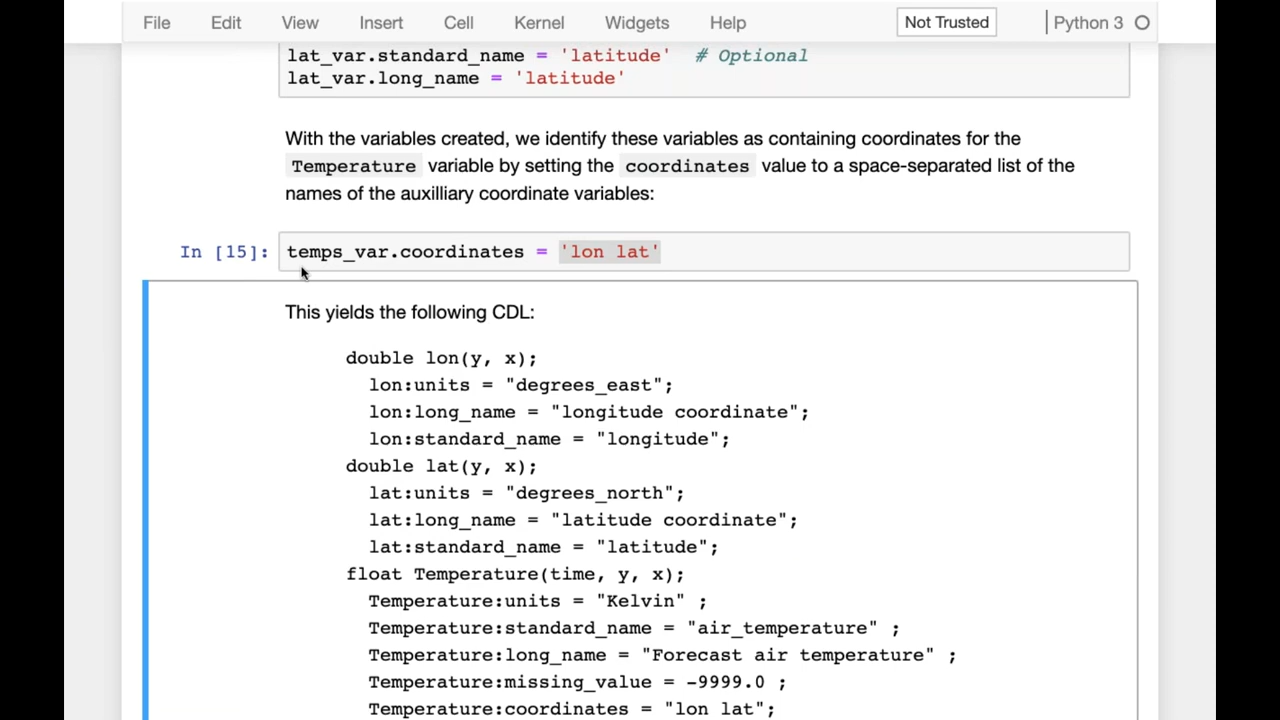 File Edit View Insert Cell Kernel Widgets Help Not Trusted Python 3
lat_var.standard_name = 'latitude'  # Optional
lat_var.long_name = 'latitude'
With the variables created, we identify these variables as containing coordinates for the
Temperature variable by setting the coordinates value to a space-separated list of the
names of the auxilliary coordinate variables:
In [15]: temps_var.coordinates = 'lon lat'
This yields the following CDL:
double lon(y, x);
lon:units = "degrees_east";
lon:long_name = "longitude coordinate";
lon:standard_name = "longitude";
double lat(y, x);
lat:units = "degrees_north";
lat:long_name = "latitude coordinate";
lat:standard_name = "latitude";
float Temperature(time, y, x);
Temperature:units = "Kelvin" ;
Temperature:standard_name = "air_temperature" ;
Temperature:long_name = "Forecast air temperature" ;
Temperature:missing_value = -9999.0 ;
Temperature:coordinates = "lon lat";